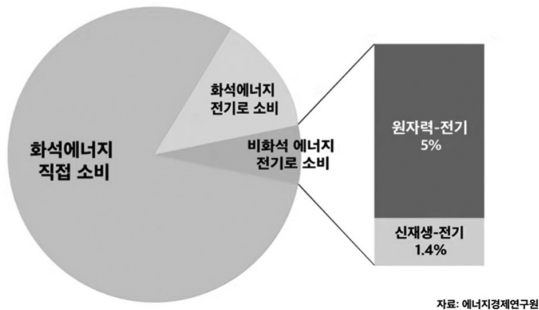 화석에너지
전기로 소비
화석에너지
직접 소비
비화석 에너지
전기로 소비
원자력-전기
5%
신재생-전기
1.4%
자료: 에너지경제연구원